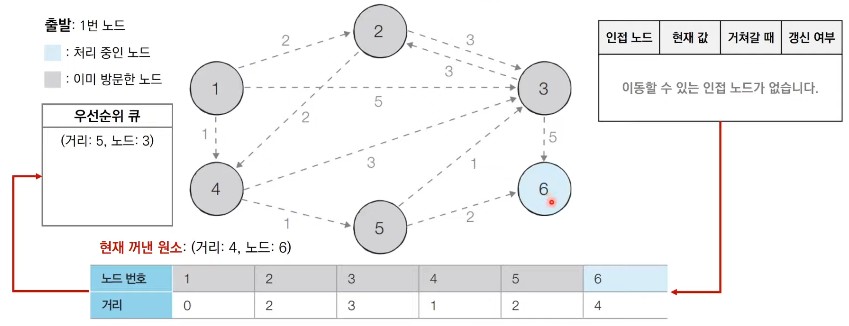 출발: 1번 노드
: 처리 중인 노드
: 이미 방문한 노드
우선순위 큐
(거리: 5, 노드: 3)
2
2
3
3
1
5
3
1
2
5
4
3
1
6
1
5
2
인접 노드 현재 값 거쳐갈 때 갱신 여부
이동할 수 있는 인접 노드가 없습니다.
현재 꺼낸 원소: (거리: 4, 노드: 6)
노드 번호 1 2 3 4 5 6
거리 0 2 3 1 2 4